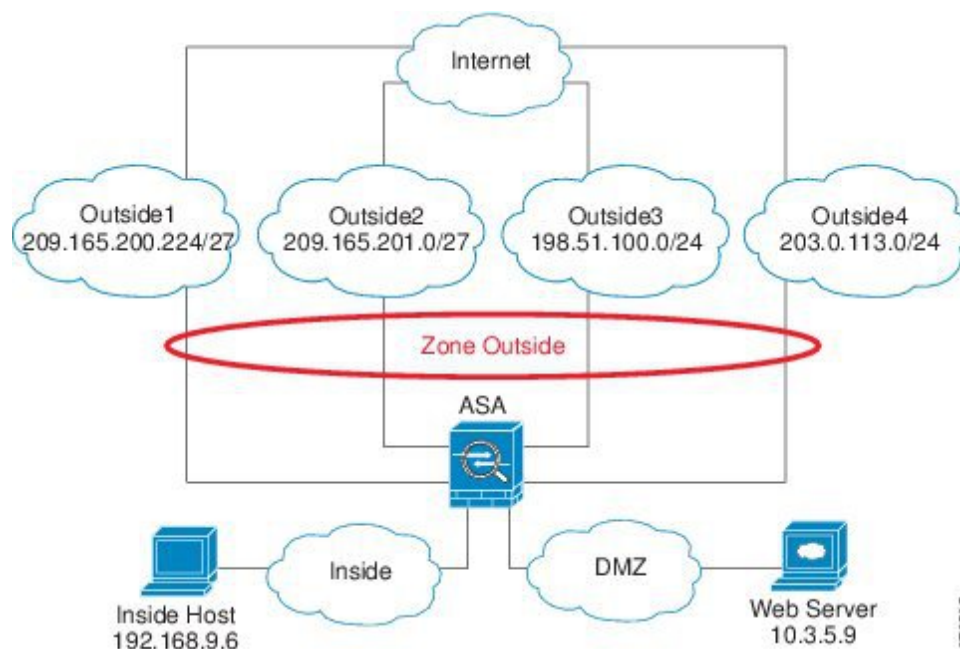 Internet
Outside1
209.165.200.224/27
Outside2
209.165.201.0/27
Outside3
198.51.100.0/24
Outside4
203.0.113.0/24
Zone Outside
ASA
Inside
DMZ
Inside Host
192.168.9.6
Web Server
10.3.5.9